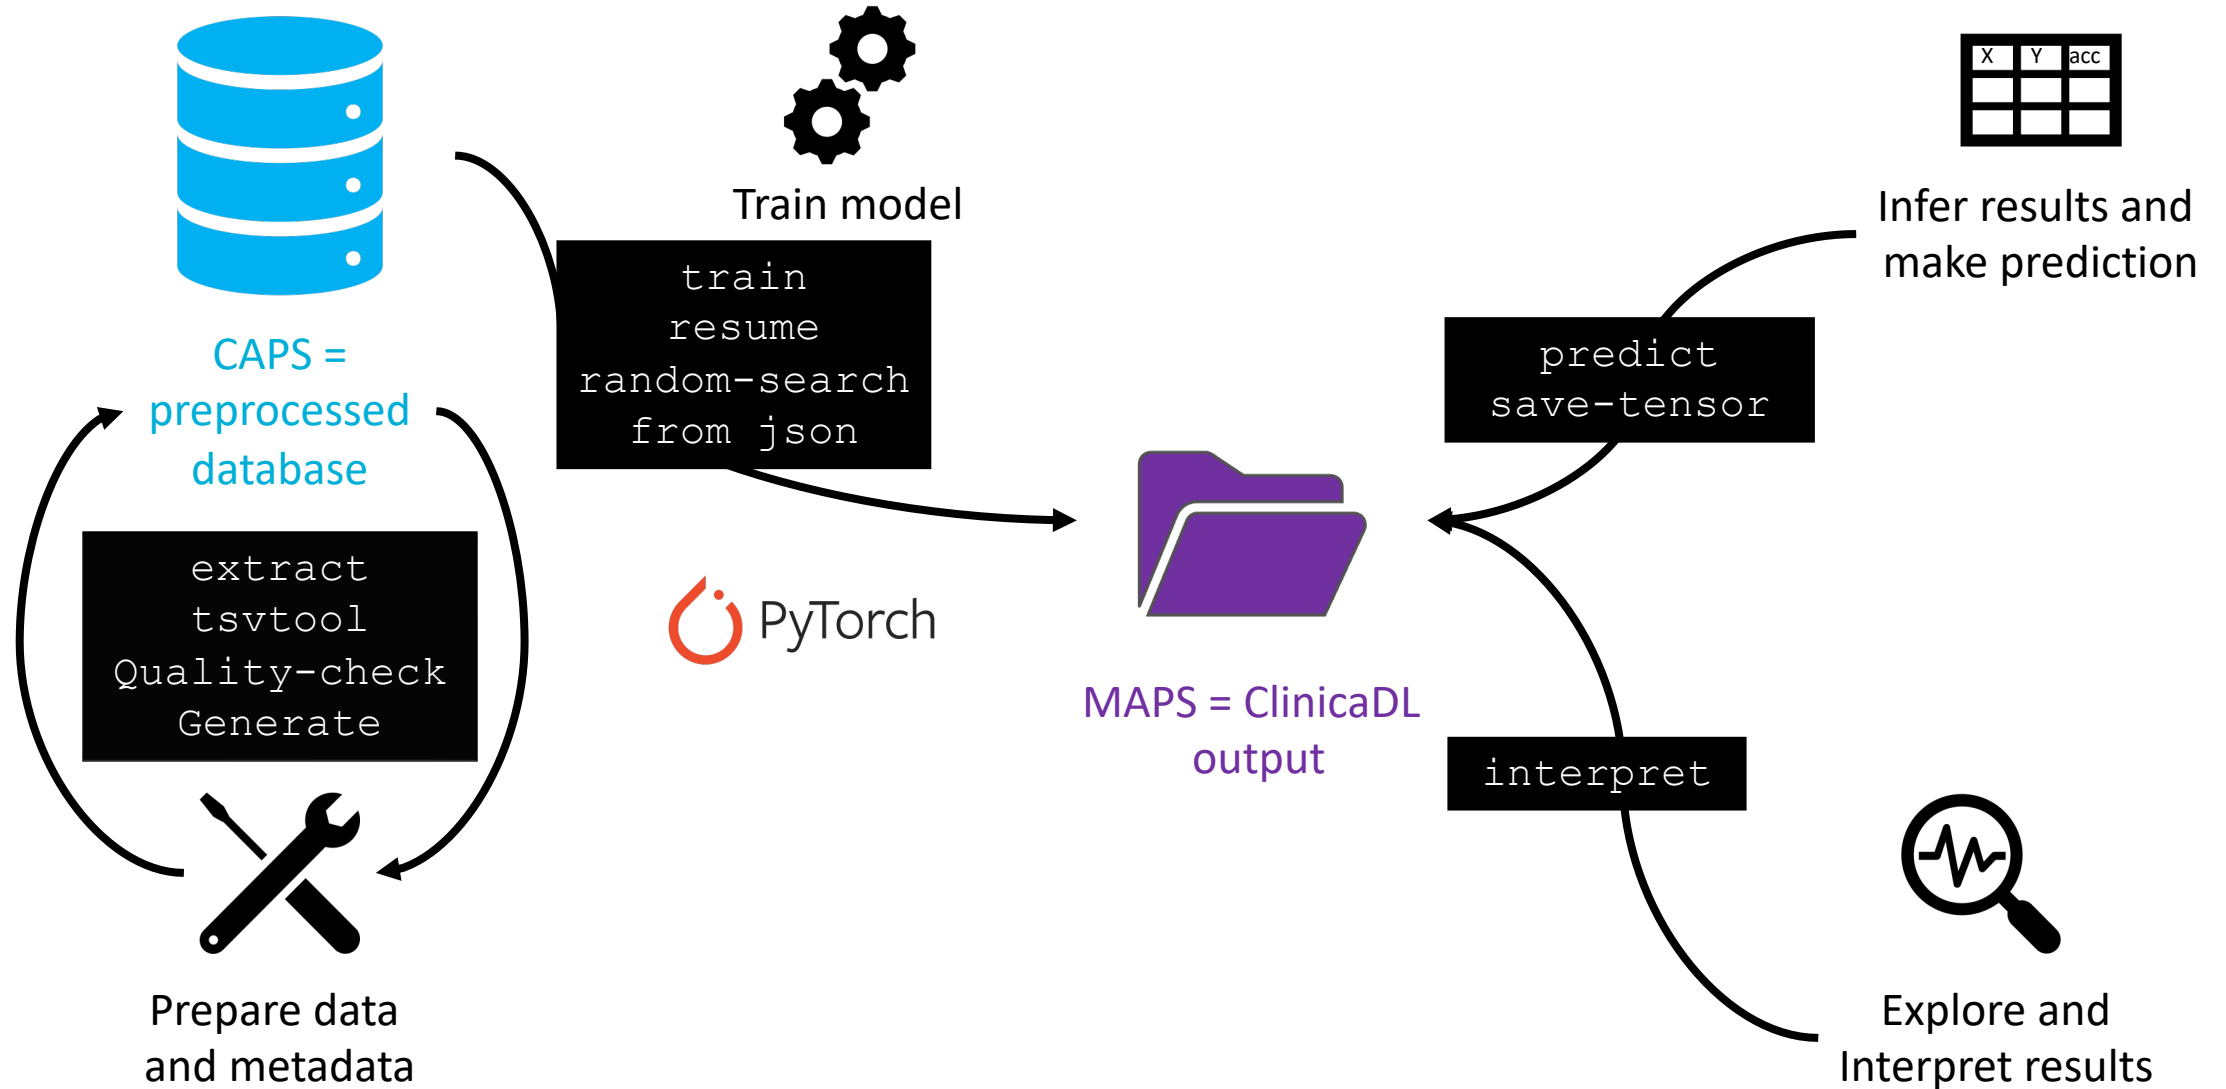 CAPS =
preprocessed
database
extract
tsvtool
Quality-check
Generate
Prepare data
and metadata
Train model
train
resume
random-search
from json
PyTorch
MAPS = ClinicaDL
output
X Y acc
Infer results and
make prediction
predict
save-tensor
interpret
Explore and
Interpret results